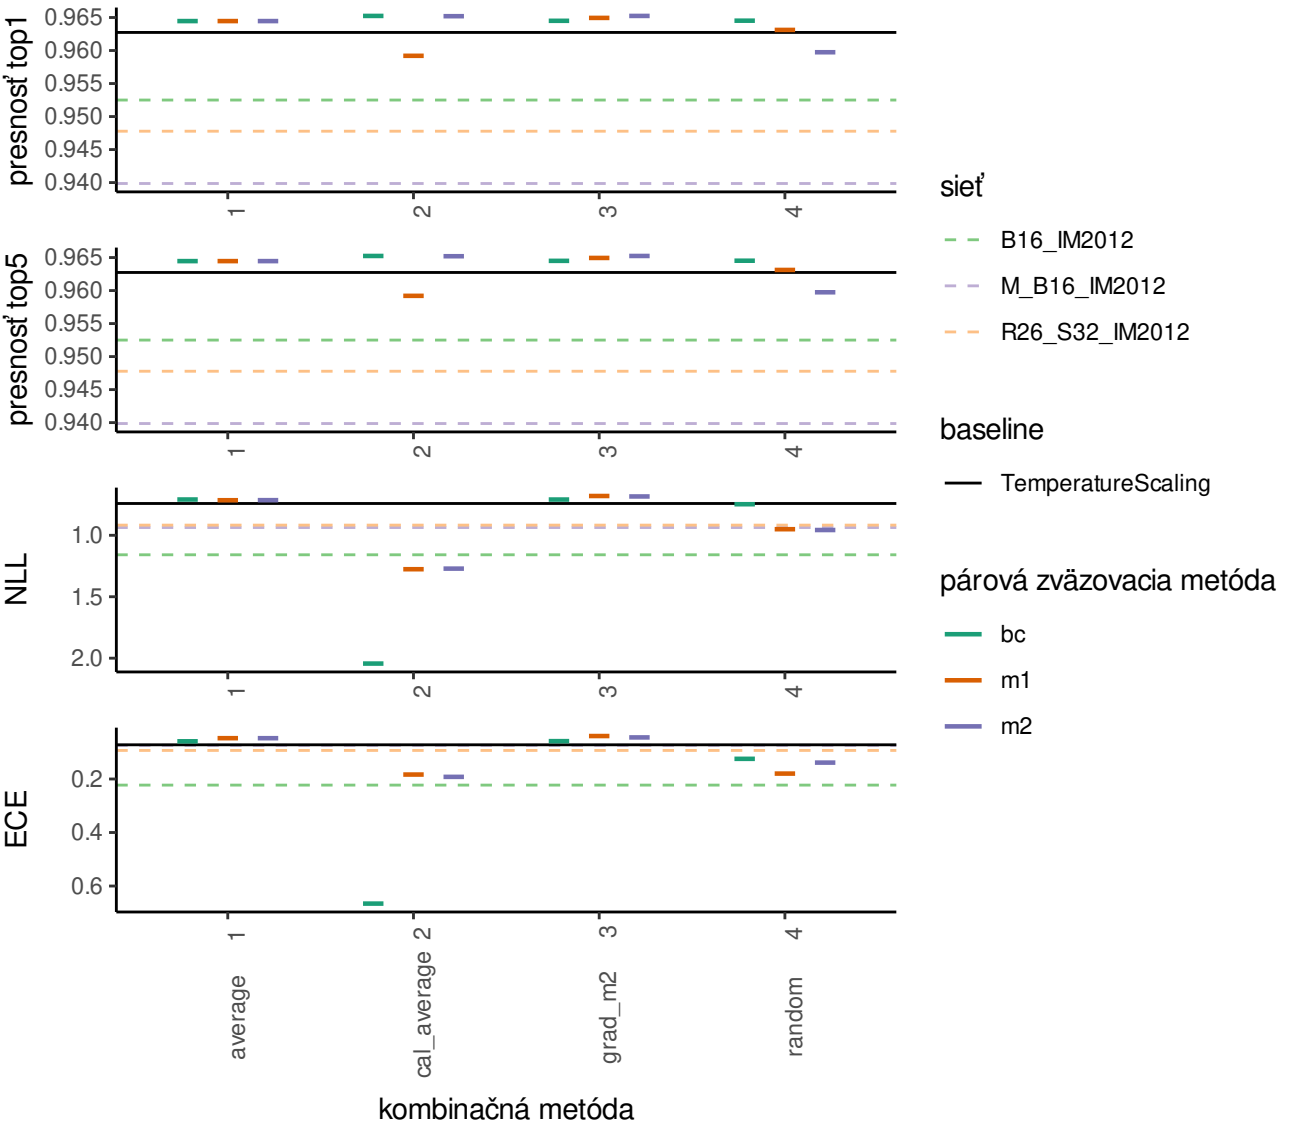 presnosť top1
0.965
0.960
0.955
0.950
0.945
0.940
1
2
3
4
presnosť top5
0.965
0.960
0.955
0.950
0.945
0.940
1
2
3
4
NLL
1.0
1.5
2.0
1
2
3
4
ECE
0.2
0.4
0.6
1
2
3
4
average
cal_average
grad_m2
random
kombinačná metóda
sieť
B16_IM2012
M_B16_IM2012
R26_S32_IM2012
baseline
TemperatureScaling
párová zväzovacia metóda
bc
m1
m2